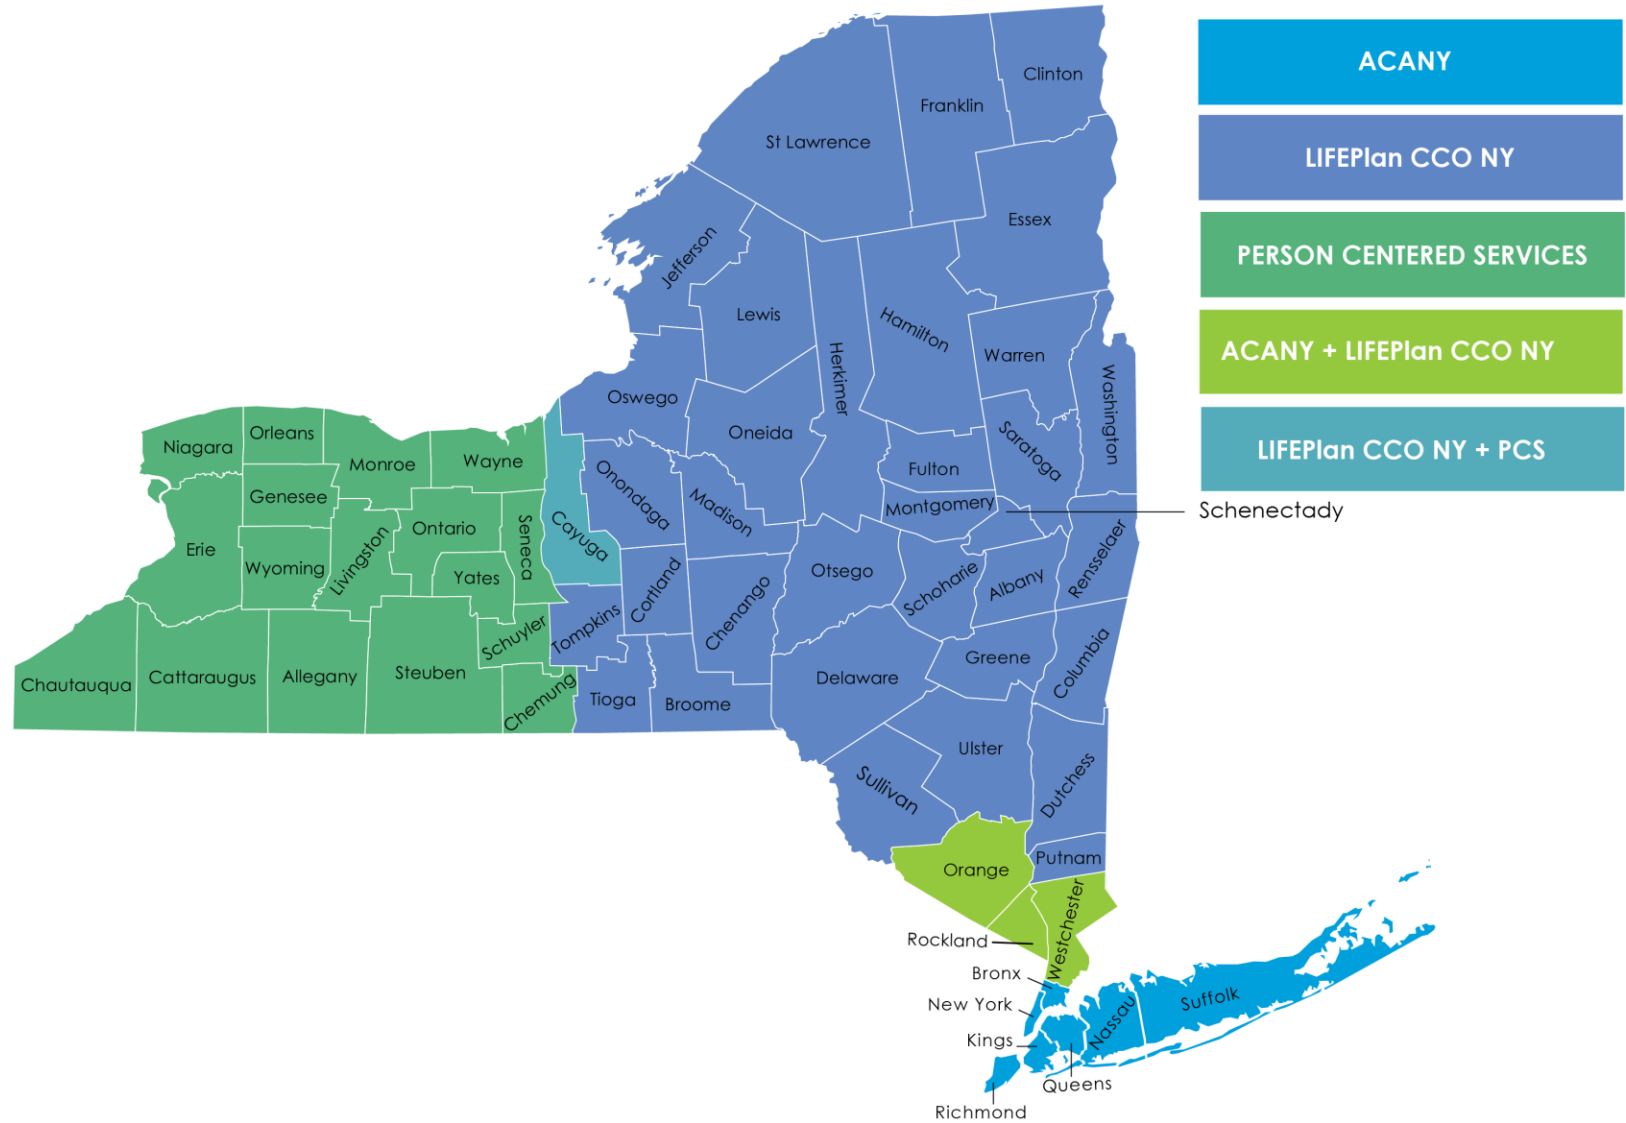 ACANY
LIFEPlan CCO NY
PERSON CENTERED SERVICES
ACANY + LIFEPlan CCO NY
LIFEPlan CCO NY + PCS
Clinton
Franklin
St Lawrence
Essex
Jefferson
Lewis
Hamilton
Herkimer
Warren
Washington
Oswego
Oneida
Saratoga
Fulton
Montgomery
Schenectady
Niagara
Orleans
Monroe
Wayne
Genesee
Onondaga
Madison
Ontario
Seneca
Cayuga
Erie
Wyoming
Livingston
Yates
Otsego
Schoharie
Albany
Rensselaer
Cortland
Chenango
Tompkins
Schuyler
Chautauqua
Cattaraugus
Allegany
Steuben
Chemung
Tioga
Broome
Delaware
Greene
Columbia
Ulster
Sullivan
Dutchess
Orange
Putnam
Rockland
Westchester
Bronx
New York
Kings
Queens
Richmond
Nassau
Suffolk